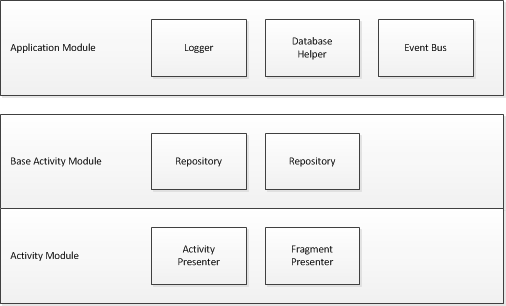 Application Module
Logger
Database
Helper
Event Bus
Base Activity Module
Repository
Repository
Activity Module
Activity
Presenter
Fragment
Presenter